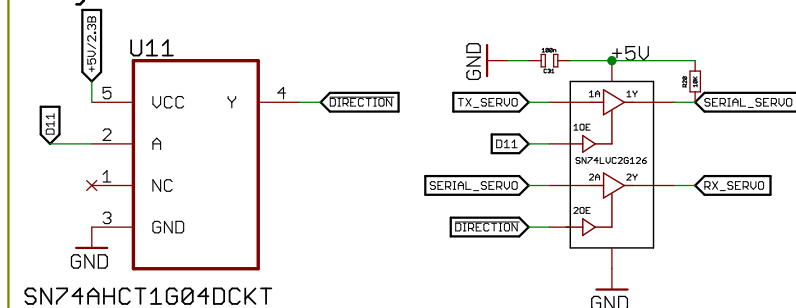 U11
+5V/2.3B
5
VCC
Y
4
DIRECTION
D11
2
A
1
NC
3
GND
GND
SN74AHCT1G04DCKT
GND
100n
C31
+5V
R28
10K
TX_SERVO
1A
1Y
SERIAL_SERVO
D11
1OE
SN74LVC2G126
SERIAL_SERVO
2A
2Y
RX_SERVO
DIRECTION
2OE
GND